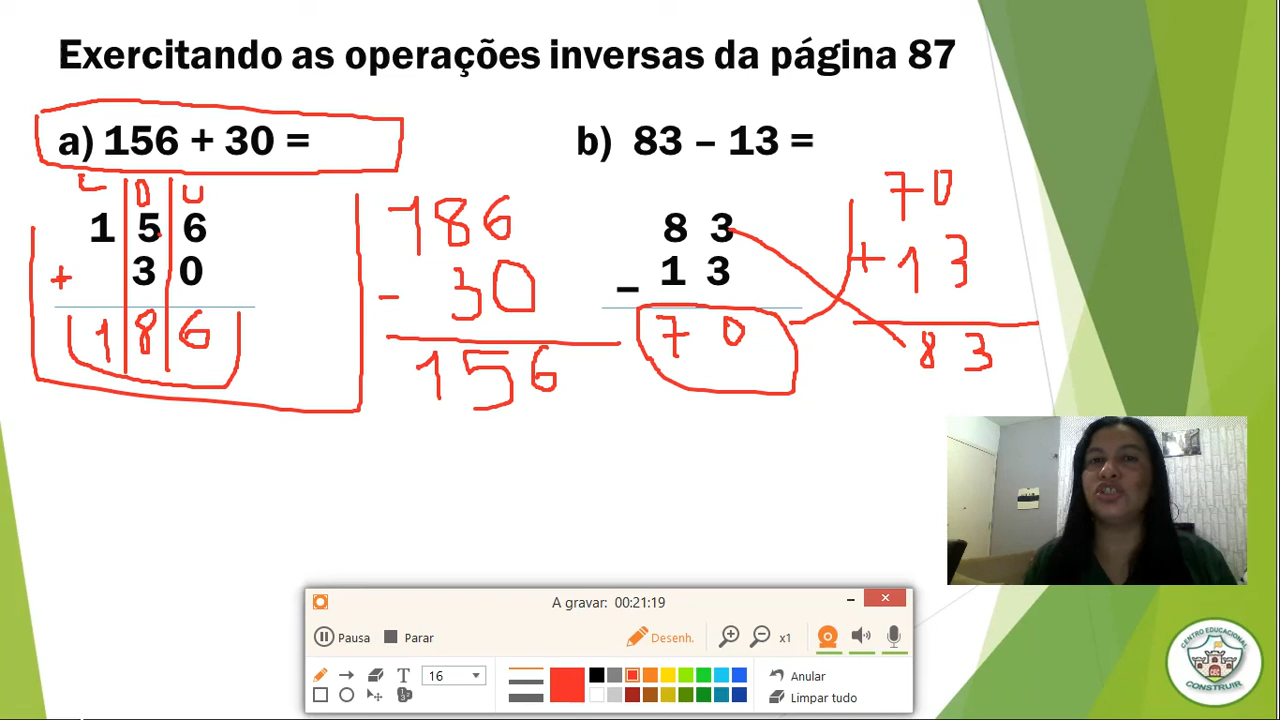 Exercitando as operações inversas da página 87
a) 156 + 30 =
C D U
1 5 6
+ 3 0
1 8 6
186
- 30
156
b) 83 – 13 =
8 3
– 1 3
7 0
70
+ 13
83
A gravar: 00:21:19
Pausa Parar Desenh. x1
T 16 Anular
Limpar tudo
CENTRO EDUCACIONAL
CEC
CONSTRUIR